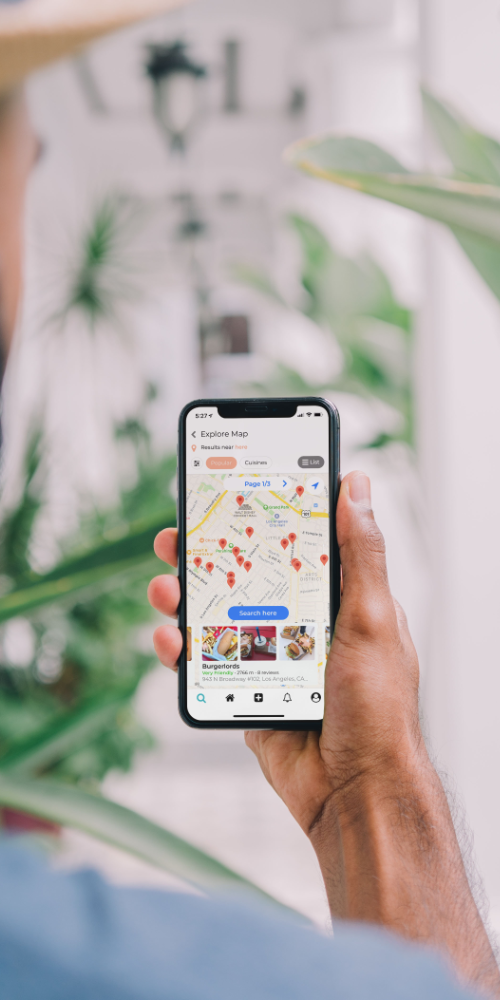 5:27
Explore Map
Results near here
Popular
Cuisines
List
Page 1/3
Search here
Burgerlords
Very Friendly · 2766 m · 8 reviews
943 N Broadway #102, Los Angeles, CA...